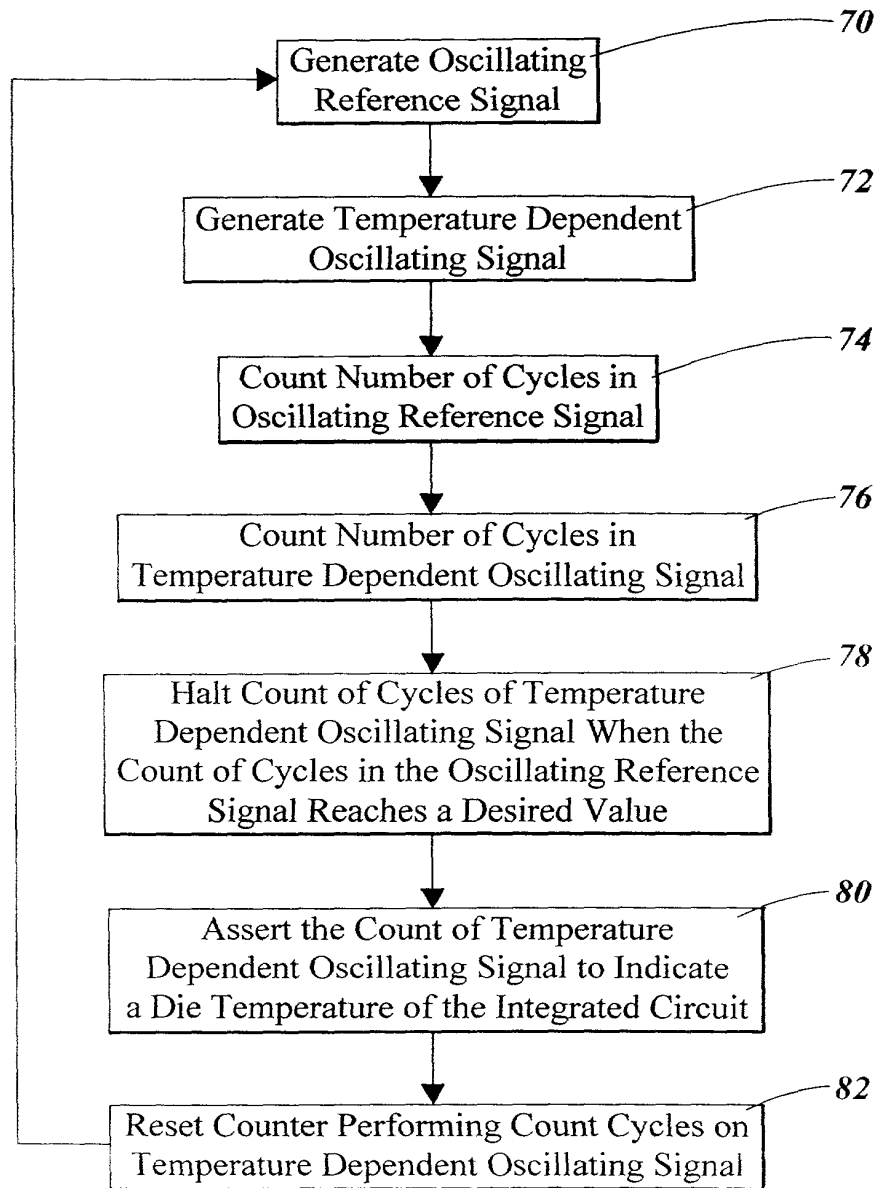 70
Generate Oscillating
Reference Signal
72
Generate Temperature Dependent
Oscillating Signal
74
Count Number of Cycles in
Oscillating Reference Signal
76
Count Number of Cycles in
Temperature Dependent Oscillating Signal
78
Halt Count of Cycles of Temperature
Dependent Oscillating Signal When the
Count of Cycles in the Oscillating Reference
Signal Reaches a Desired Value
80
Assert the Count of Temperature
Dependent Oscillating Signal to Indicate
a Die Temperature of the Integrated Circuit
82
Reset Counter Performing Count Cycles on
Temperature Dependent Oscillating Signal